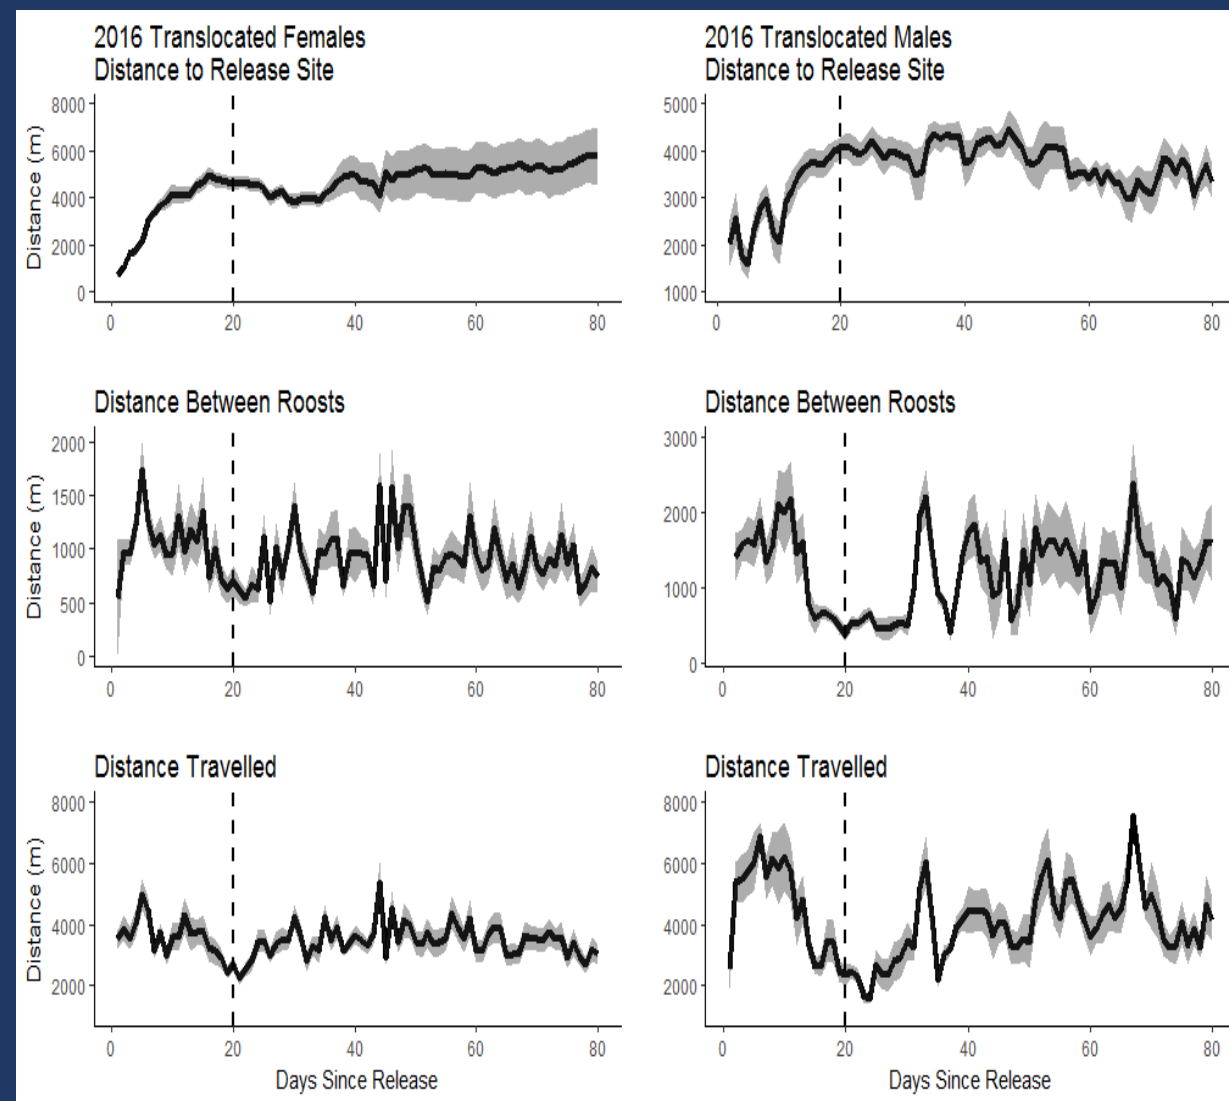 2016 Translocated Females
Distance to Release Site
Distance (m)
8000
6000
4000
2000
0
0 20 40 60 80
2016 Translocated Males
Distance to Release Site
5000
4000
3000
2000
1000
0 20 40 60 80
Distance Between Roosts
Distance (m)
2000
1500
1000
500
0
0 20 40 60 80
Distance Between Roosts
3000
2000
1000
0
0 20 40 60 80
Distance Travelled
Distance (m)
8000
6000
4000
2000
0 20 40 60 80
Days Since Release
Distance Travelled
8000
6000
4000
2000
0 20 40 60 80
Days Since Release